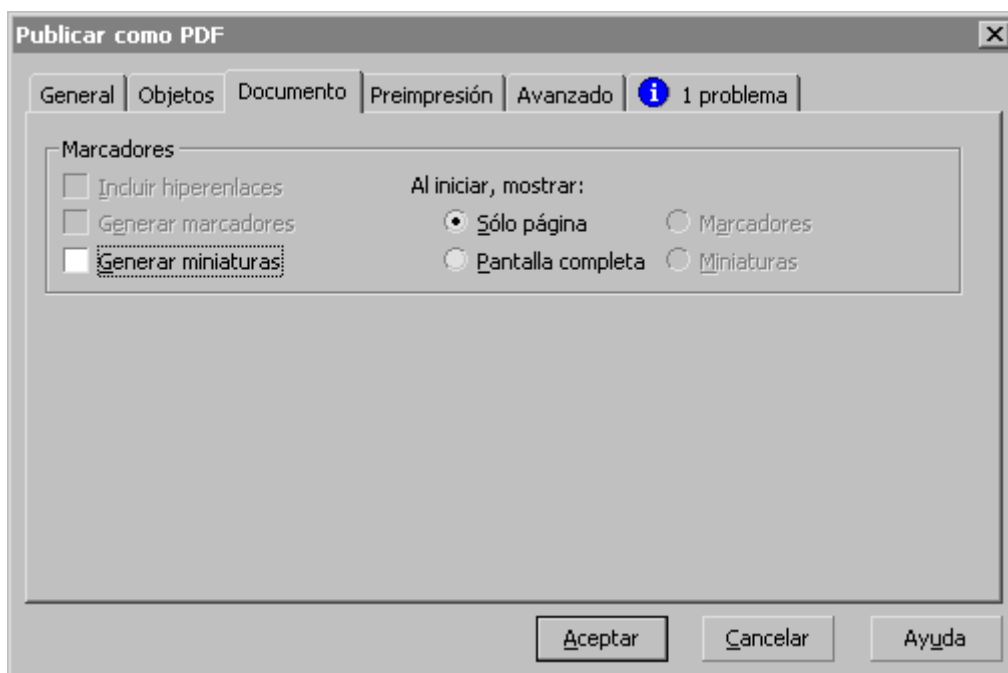 Publicar como PDF
General Objetos Documento Preimpresión Avanzado i 1 problema
Marcadores
Incluir hiperenlaces Al iniciar, mostrar:
Generar marcadores Sólo página Marcadores
Generar miniaturas Pantalla completa Miniaturas
Aceptar Cancelar Ayuda